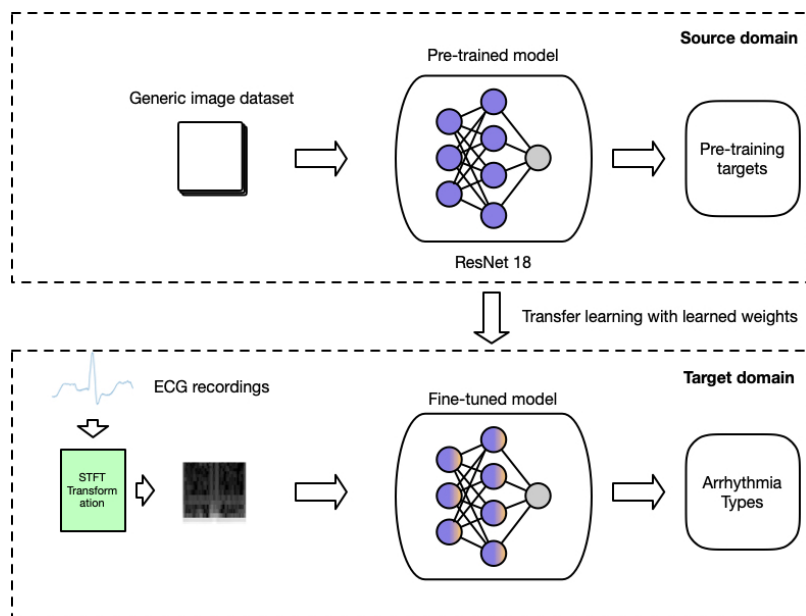 Source domain
Pre-trained model
Generic image dataset
Pre-training
targets
ResNet 18
Transfer learning with learned weights
Target domain
ECG recordings
Fine-tuned model
STFT
Transform
ation
Arrhythmia
Types